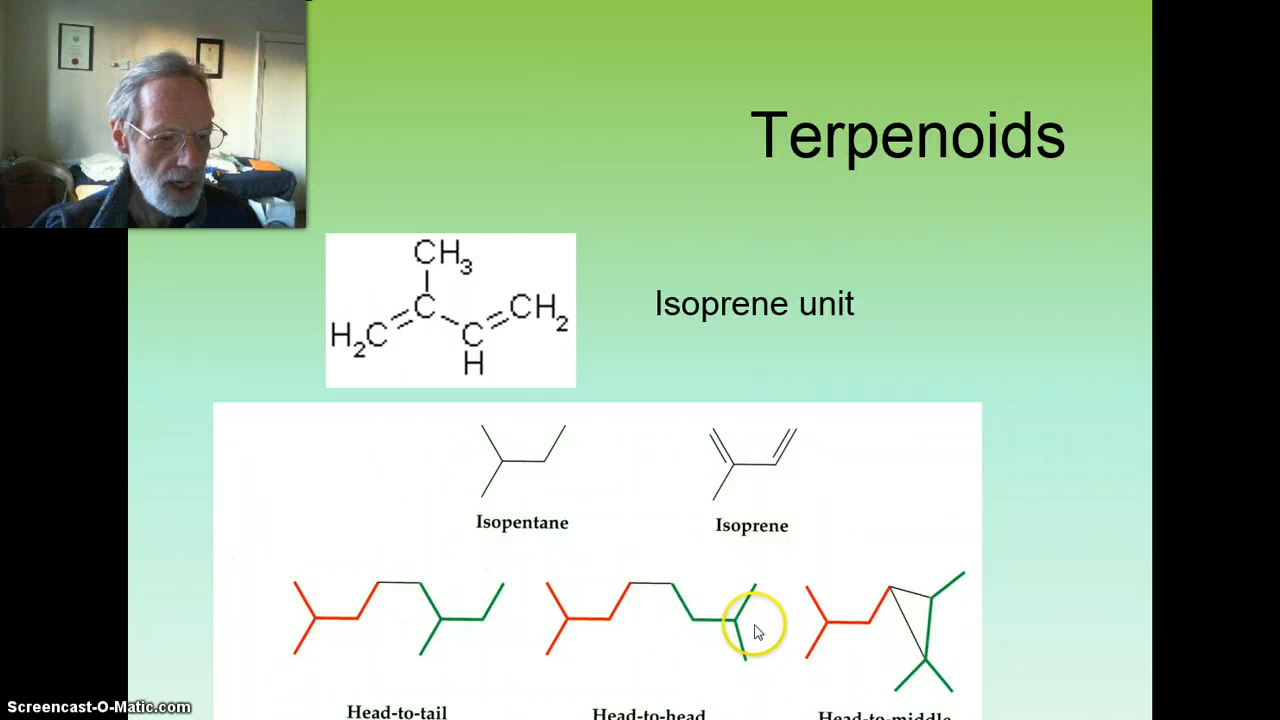 Terpenoids
CH3
H2C C C CH2
H
Isoprene unit
Isopentane Isoprene
Head-to-tail Head-to-head Head-to-middle
Screencast-O-Matic.com